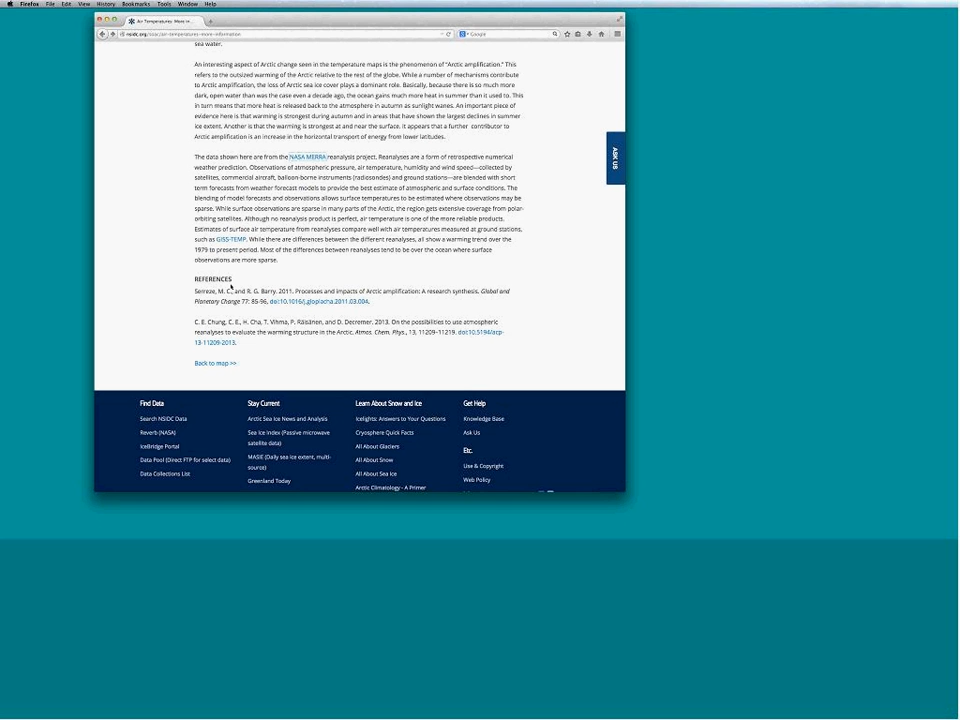 Firefox File Edit View History Bookmarks Tools Window Help
Air Temperatures: More in...
nsidc.org/soac/air-temperatures-more-information
Google
sea water.
An interesting aspect of Arctic change seen in the temperature maps is the phenomenon of "Arctic amplification." This
refers to the outsized warming of the Arctic relative to the rest of the globe. While a number of mechanisms contribute
to Arctic amplification, the loss of Arctic sea ice cover plays a dominant role. Basically, because there is so much more
dark, open water than was the case even a decade ago, the ocean gains much more heat in summer than it used to. This
in turn means that more heat is released back to the atmosphere in autumn as sunlight wanes. An important piece of
evidence here is that warming is strongest during autumn and in areas that have shown the largest declines in summer
ice extent. Another is that the warming is strongest at and near the surface. It appears that a further contributor to
Arctic amplification is an increase in the horizontal transport of energy from lower latitudes.
ASK US
The data shown here are from the NASA MERRA reanalysis project. Reanalyses are a form of retrospective numerical
weather prediction. Observations of atmospheric pressure, air temperature, humidity and wind speed—collected by
satellites, commercial aircraft, balloon-borne instruments (radiosondes) and ground stations—are blended with short
term forecasts from weather forecast models to provide the best estimate of atmospheric and surface conditions. The
blending of model forecasts and observations allows surface temperatures to be estimated where observations may be
sparse. While surface observations are sparse in many parts of the Arctic, the region gets extensive coverage from polar-
orbiting satellites. Although no reanalysis product is perfect, air temperature is one of the more reliable products.
Estimates of surface air temperature from reanalyses compare well with air temperatures measured at ground stations,
such as GISS-TEMP. While there are differences between the different reanalyses, all show a warming trend over the
1979 to present period. Most of the differences between reanalyses tend to be over the ocean where surface
observations are more sparse.
REFERENCES
Serreze, M. C., and R. G. Barry. 2011. Processes and impacts of Arctic amplification: A research synthesis. Global and
Planetary Change 77: 85-96, doi:10.1016/j.gloplacha.2011.03.004.
C. E. Chung, C. E., H. Cha, T. Vihma, P. Räisänen, and D. Decremer. 2013. On the possibilities to use atmospheric
reanalyses to evaluate the warming structure in the Arctic. Atmos. Chem. Phys., 13, 11209–11219. doi:10.5194/acp-
13-11209-2013.
Back to map >>
Find Data
Search NSIDC Data
Reverb (NASA)
IceBridge Portal
Data Pool (Direct FTP for select data)
Data Collections List
Stay Current
Arctic Sea Ice News and Analysis
Sea Ice Index (Passive microwave
satellite data)
MASIE (Daily sea ice extent, multi-
source)
Greenland Today
Learn About Snow and Ice
Icelights: Answers to Your Questions
Cryosphere Quick Facts
All About Glaciers
All About Snow
All About Sea Ice
Arctic Climatology - A Primer
Get Help
Knowledge Base
Ask Us
Etc.
Use & Copyright
Web Policy